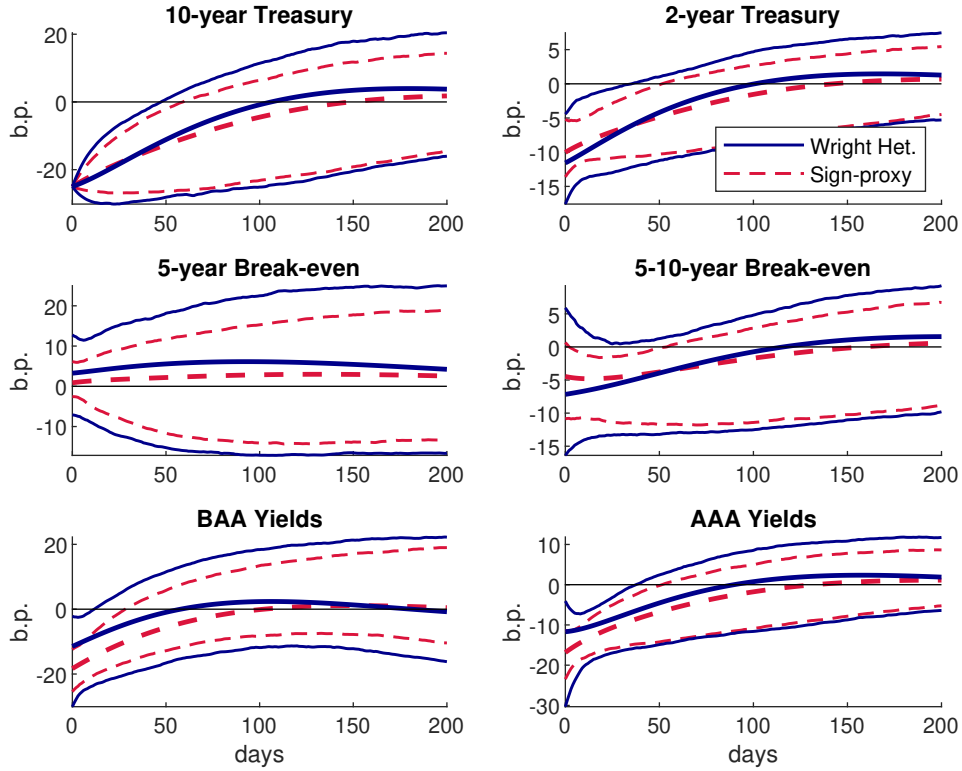 10-year Treasury
2-year Treasury
20
0
-20
b.p.
0 50 100 150 200
5
0
-5
-10
-15
b.p.
0 50 100 150 200
Wright Het.
Sign-proxy
5-year Break-even
5-10-year Break-even
20
10
0
-10
b.p.
0 50 100 150 200
5
0
-5
-10
-15
b.p.
0 50 100 150 200
BAA Yields
AAA Yields
20
0
-20
b.p.
0 50 100 150 200
days
10
0
-10
-20
-30
b.p.
0 50 100 150 200
days